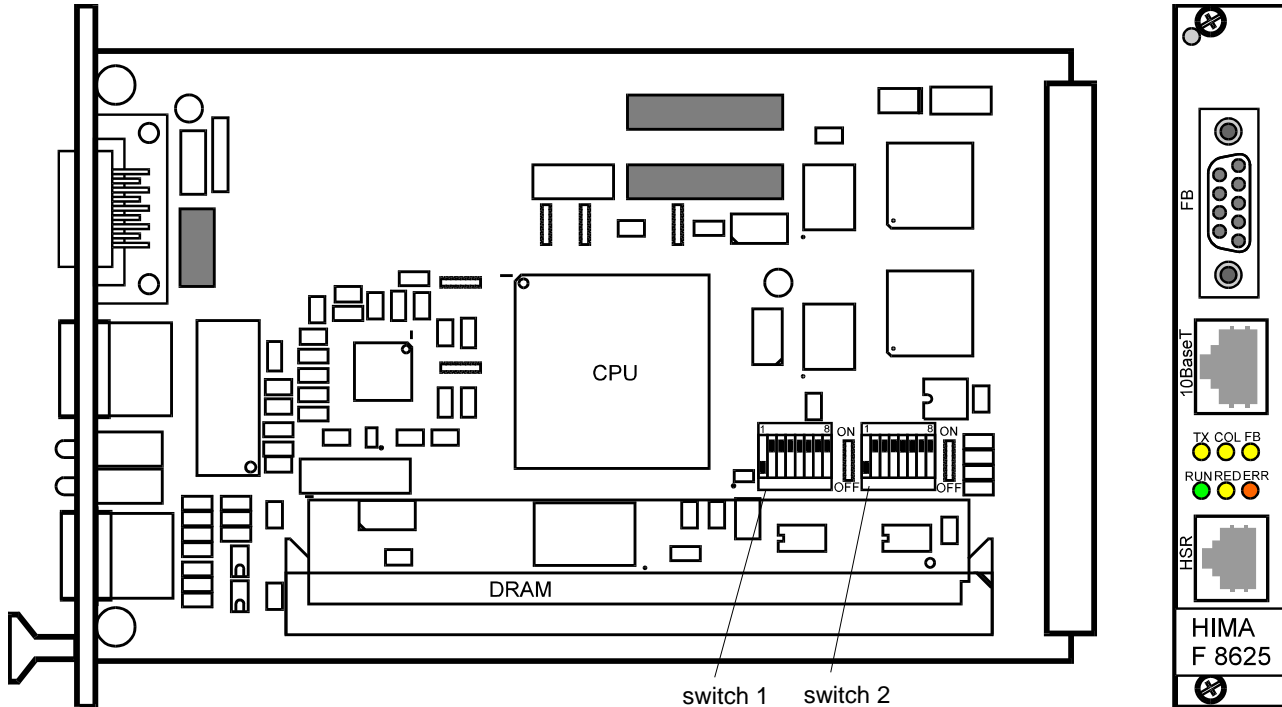 CPU
1 8 ON
OFF
1 8 ON
OFF
DRAM
switch 1
switch 2
FB
10BaseT
TX COL FB
RUN RED ERR
HSR
HIMA
F 8625